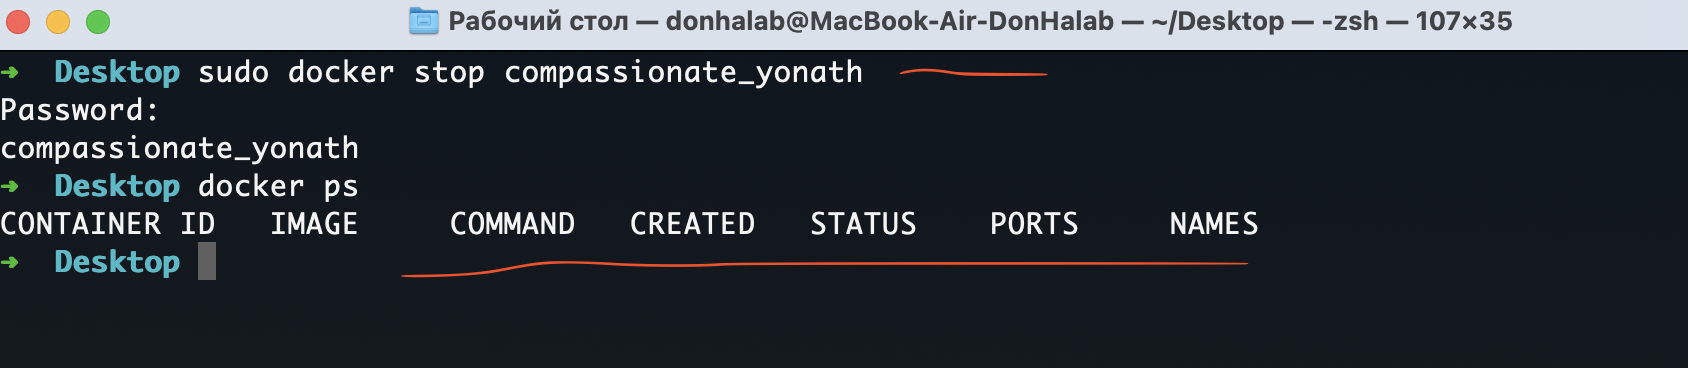 Рабочий стол — donhalab@MacBook-Air-DonHalab — ~/Desktop — -zsh — 107×35
➜  Desktop sudo docker stop compassionate_yonath
Password:
compassionate_yonath
➜  Desktop docker ps
CONTAINER ID   IMAGE     COMMAND   CREATED   STATUS    PORTS     NAMES
➜  Desktop